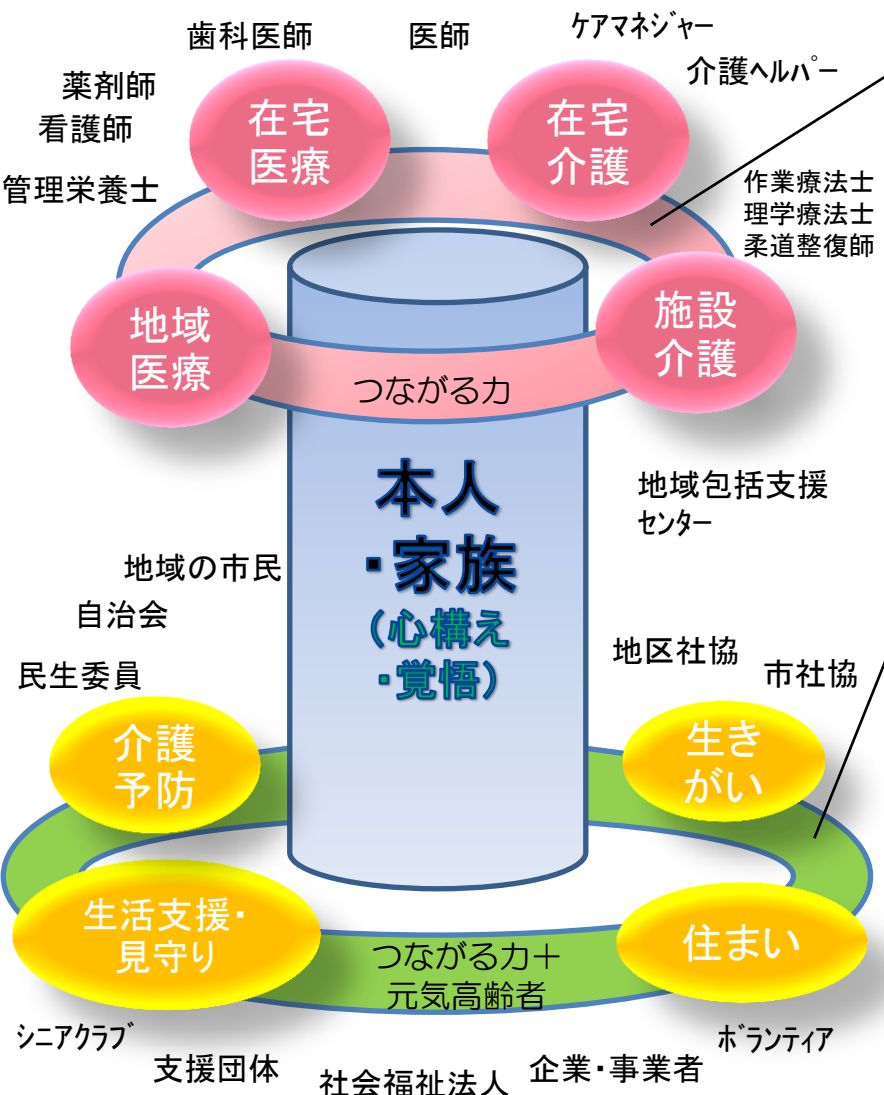 歯科医師
医師
ケアマネジャー
介護ヘルパー
薬剤師
看護師
管理栄養士
在宅
医療
在宅
介護
作業療法士
理学療法士
柔道整復師
地域
医療
施設
介護
つながる力
本人
・家族
(心構え
・覚悟)
地域包括支援
センター
地域の市民
自治会
民生委員
地区社協
市社協
介護
予防
生き
がい
生活支援・
見守り
住まい
つながる力＋
元気高齢者
シニアクラブ
支援団体
社会福祉法人
企業・事業者
ボランティア